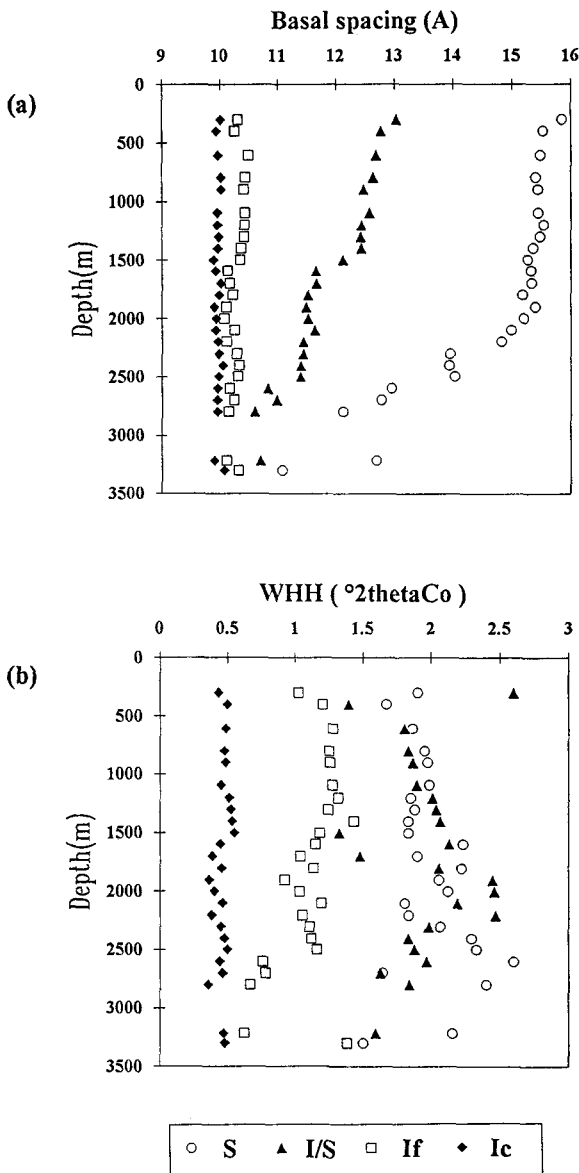 Basal spacing (A)
9 10 11 12 13 14 15 16
(a)
Depth(m)
0
500
1000
1500
2000
2500
3000
3500
WHH ( °2thetaCo )
0 0.5 1 1.5 2 2.5 3
(b)
Depth(m)
0
500
1000
1500
2000
2500
3000
3500
S I/S If Ic